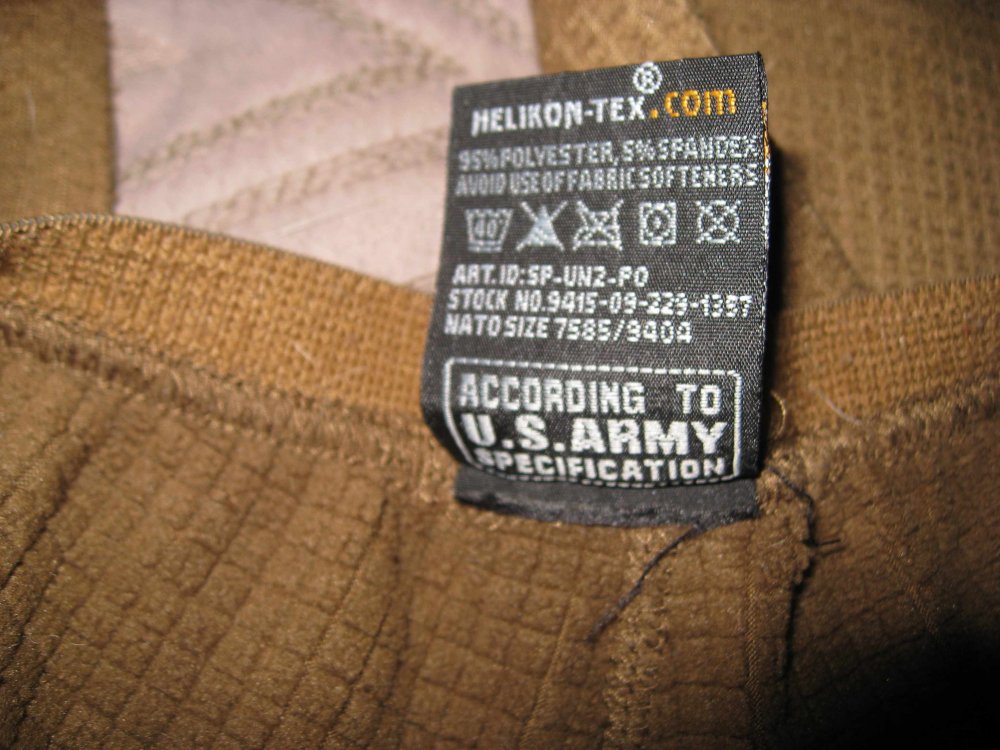 ®
HELIKON-TEX.com
95%POLYESTER, 5%SPANDEX
AVOID USE OF FABRIC SOFTENERS
40
ART.ID:SP-UN2-PO
STOCK NO.9415-09-229-1357
NATO SIZE 7585/9404
ACCORDING TO
U.S.ARMY
SPECIFICATION